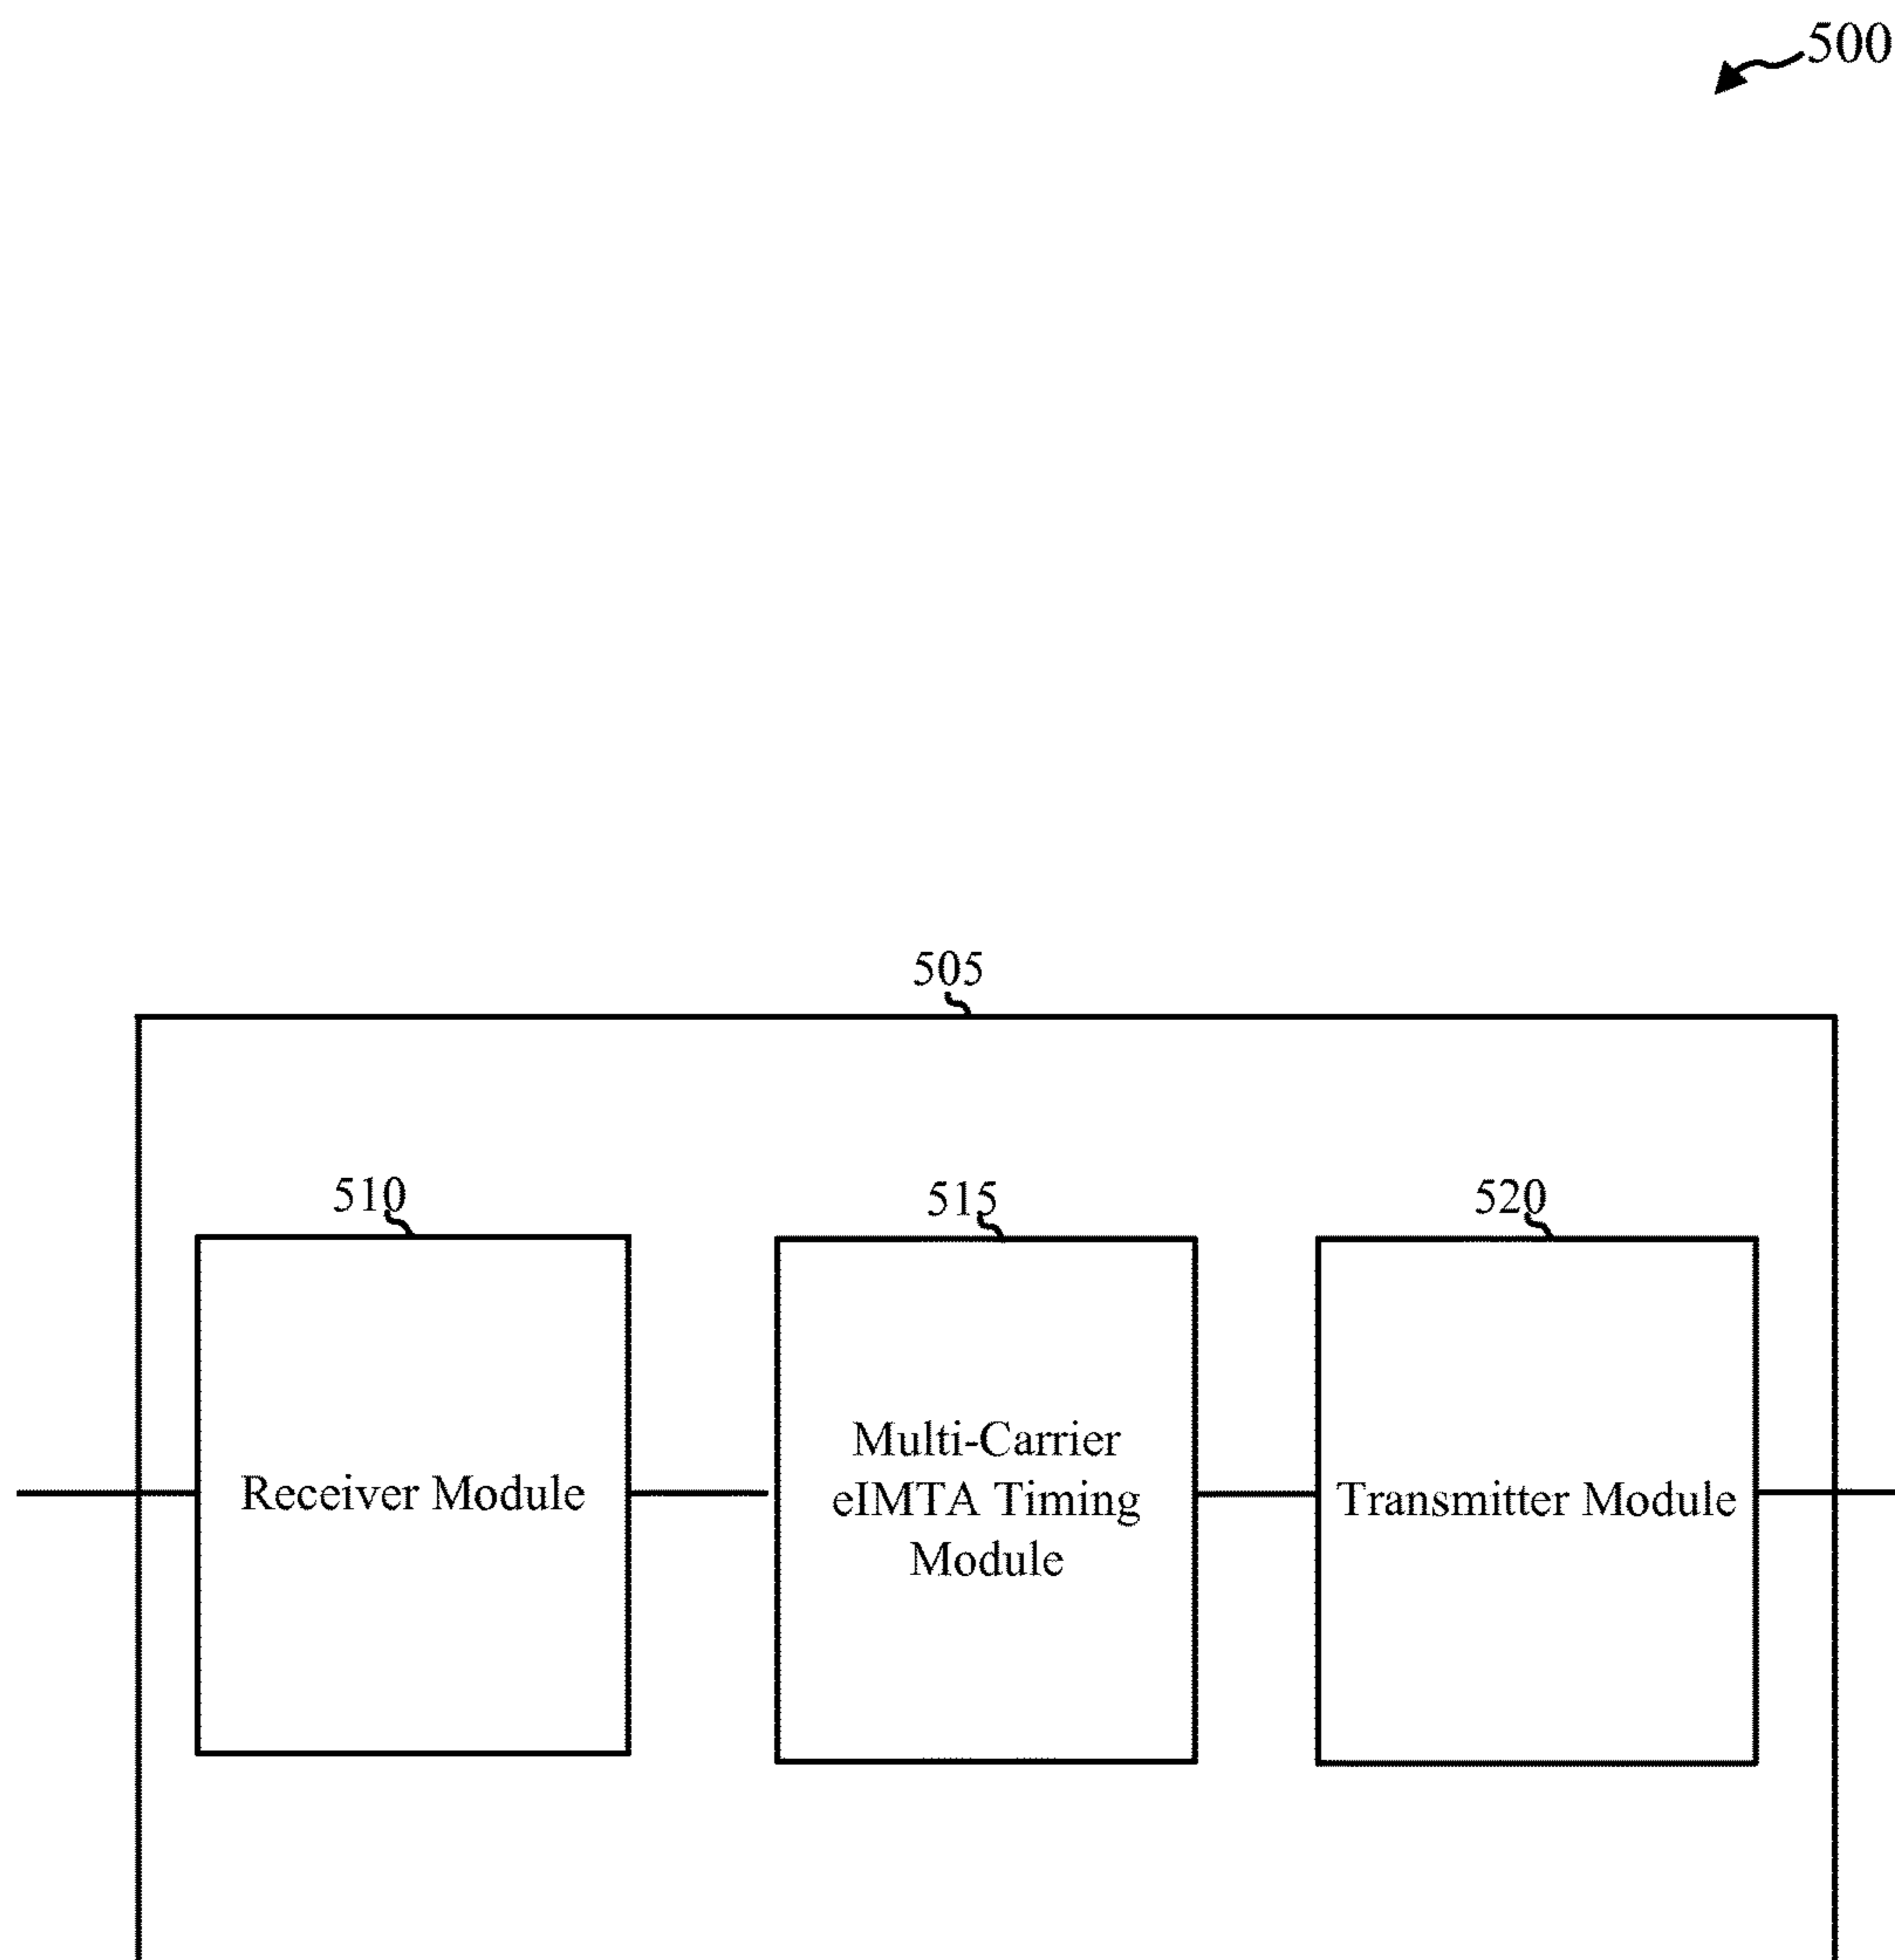 500
505
510
515
520
Receiver Module
Multi-Carrier
eIMTA Timing
Module
Transmitter Module